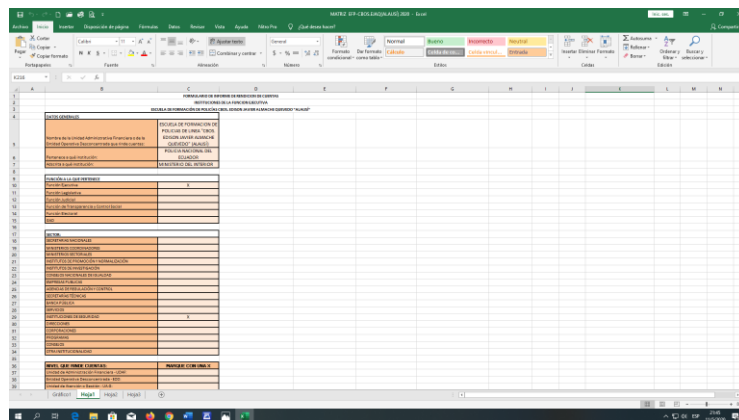 MATRIZ SFP-CBOS.EJAQ(ALAUSI) 2020 - Excel
Archivo Inicio Insertar Disposición de página Fórmulas Datos Revisar Vista Ayuda Nitro Pro ¿Qué desea hacer?
Cortar
Copiar
Copiar formato
Pegar
Portapapeles
Calibri
Fuente
Ajustar texto
Combinar y centrar
Alineación
General
Número
Formato condicional
Dar formato como tabla
Normal Bueno Incorrecto Neutral
Cálculo Celda de co... Celda vincul... Entrada
Estilos
Insertar Eliminar Formato
Celdas
Autosuma
Rellenar
Borrar
Ordenar y filtrar
Buscar y seleccionar
Edición
FORMULARIO DE INFORME DE RENDICION DE CUENTAS
INSTITUCIONES DE LA FUNCION EJECUTIVA
ESCUELA DE FORMACIÓN DE POLICÍAS CBOS. EDISON JAVIER ALMACHE QUEVEDO "ALAUSÍ"
DATOS GENERALES
Nombre de la Unidad Administrativa Financiera o de la Entidad Operativa Desconcentrada que rinde cuentas:
ESCUELA DE FORMACION DE POLICIAS DE LINEA "CBOS. EDISON JAVIER ALMACHE QUEVEDO" (ALAUSI)
Pertenece a qué institución:
POLICIA NACIONAL DEL ECUADOR
Adscrita a qué institución:
MINISTERIO DEL INTERIOR
FUNCIÓN A LA QUE PERTENECE
Función Ejecutiva X
Función Legislativa
Función Judicial
Función de Transparencia y Control Social
Función Electoral
GAD
SECTOR:
SECRETARIAS NACIONALES
MINISTERIOS COORDINADORES
MINISTERIOS SECTORIALES
INSTITUTOS DE PROMOCIÓN Y NORMALIZACIÓN
INSTITUTOS DE INVESTIGACIÓN
CONSEJOS NACIONALES DE IGUALDAD
EMPRESAS PÚBLICAS
AGENCIAS DE REGULACIÓN Y CONTROL
SECRETARÍAS TÉCNICAS
BANCA PÚBLICA
SERVICIOS
INSTITUCIONES DE SEGURIDAD X
DIRECCIONES
CORPORACIONES
PROGRAMAS
CONSEJOS
OTRA INSTITUCIONALIDAD
NIVEL QUE RINDE CUENTAS: MARQUE CON UNA X
Unidad de Administración Financiera - UDAF
Entidad Operativa Desconcentrada - EOD
Unidad de Atención o Gestión - UA-G
Gráfico1 Hoja1 Hoja2 Hoja3
ESP 21:45